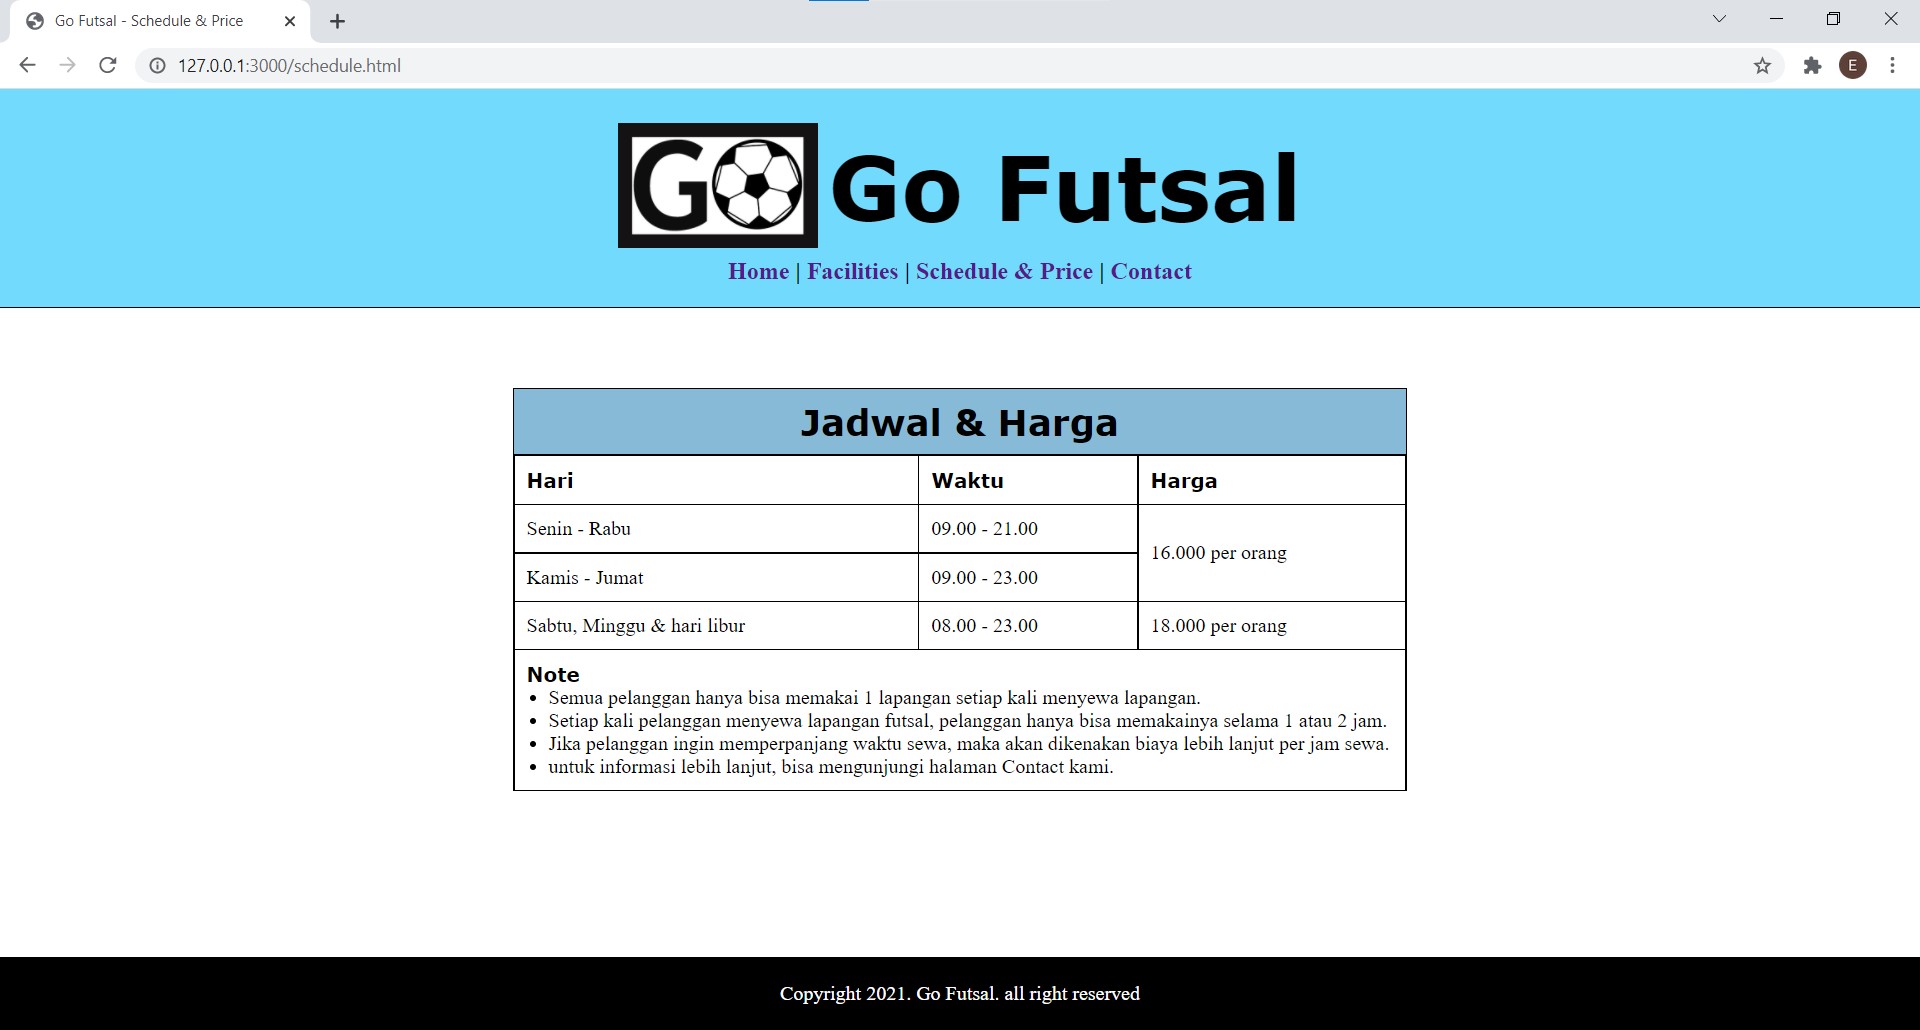 Go Futsal - Schedule & Price
127.0.0.1:3000/schedule.html
E
GO Go Futsal
Home | Facilities | Schedule & Price | Contact
Jadwal & Harga
Hari Waktu Harga
Senin - Rabu 09.00 - 21.00
16.000 per orang
Kamis - Jumat 09.00 - 23.00
Sabtu, Minggu & hari libur 08.00 - 23.00 18.000 per orang
Note
• Semua pelanggan hanya bisa memakai 1 lapangan setiap kali menyewa lapangan.
• Setiap kali pelanggan menyewa lapangan futsal, pelanggan hanya bisa memakainya selama 1 atau 2 jam.
• Jika pelanggan ingin memperpanjang waktu sewa, maka akan dikenakan biaya lebih lanjut per jam sewa.
• untuk informasi lebih lanjut, bisa mengunjungi halaman Contact kami.
Copyright 2021. Go Futsal. all right reserved